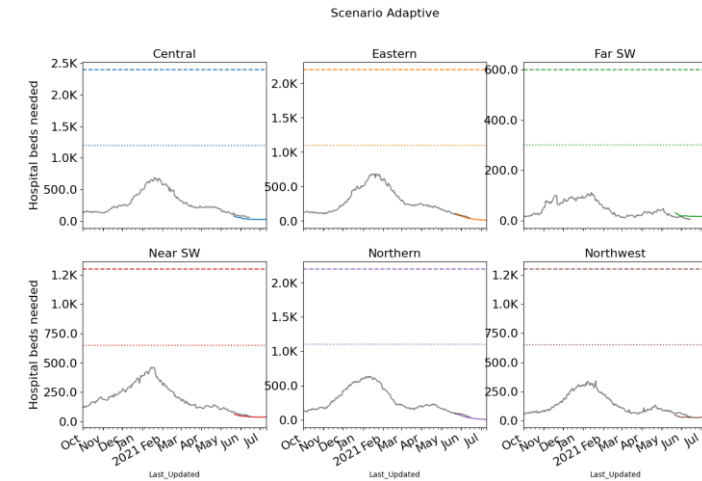 Scenario Adaptive
Central
Eastern
Far SW
Hospital beds needed
2.5K
2.0K
1.5K
1.0K
500.0
0.0
2.0K
1.5K
1.0K
500.0
0.0
600.0
400.0
200.0
0.0
Near SW
Northern
Northwest
Hospital beds needed
1.2K
1.0K
750.0
500.0
250.0
0.0
2.0K
1.5K
1.0K
500.0
0.0
1.2K
1.0K
750.0
500.0
250.0
0.0
Oct Nov Dec Jan 2021 Feb Mar Apr May Jun Jul
Oct Nov Dec Jan 2021 Feb Mar Apr May Jun Jul
Oct Nov Dec Jan 2021 Feb Mar Apr May Jun Jul
Last_Updated
Last_Updated
Last_Updated